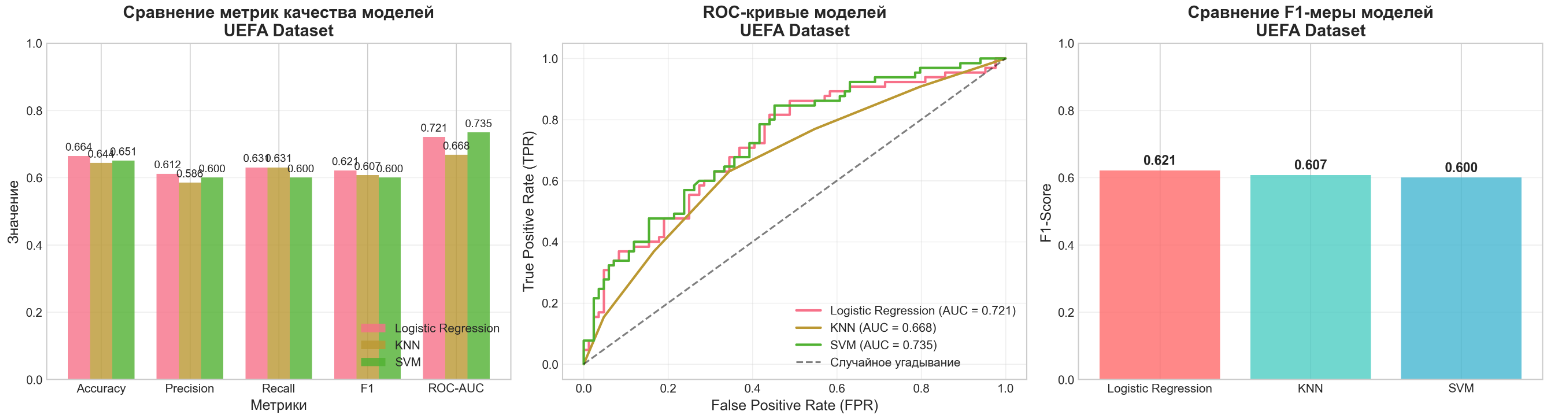 Сравнение метрик качества моделей
UEFA Dataset
1.0
0.8
0.6
0.4
0.2
0.0
Значение
0.664
0.644
0.651
0.612
0.586
0.600
0.631
0.631
0.600
0.621
0.607
0.600
0.721
0.668
0.735
Logistic Regression
KNN
SVM
Accuracy Precision Recall F1 ROC-AUC
Метрики
ROC-кривые моделей
UEFA Dataset
1.0
0.8
0.6
0.4
0.2
0.0
True Positive Rate (TPR)
Logistic Regression (AUC = 0.721)
KNN (AUC = 0.668)
SVM (AUC = 0.735)
Случайное угадывание
0.0 0.2 0.4 0.6 0.8 1.0
False Positive Rate (FPR)
Сравнение F1-меры моделей
UEFA Dataset
1.0
0.8
0.6
0.4
0.2
0.0
F1-Score
0.621
0.607
0.600
Logistic Regression KNN SVM